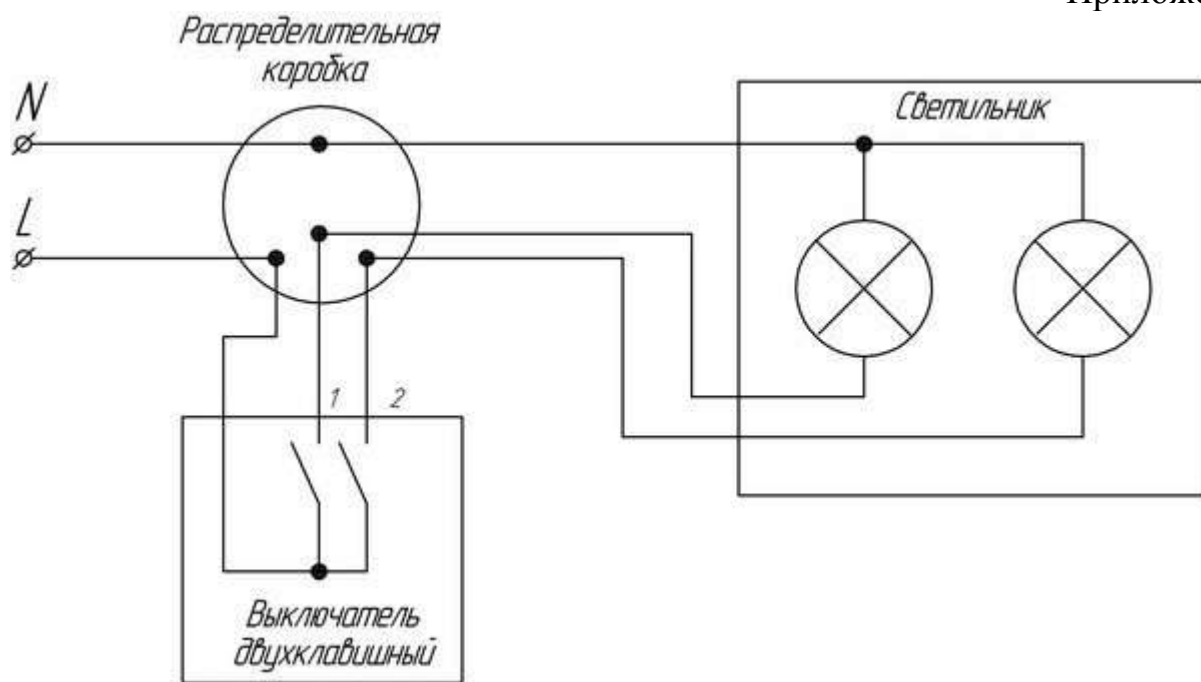 Распределительная
коробка
N
Светильник
L
1 2
Выключатель
двухклавишный